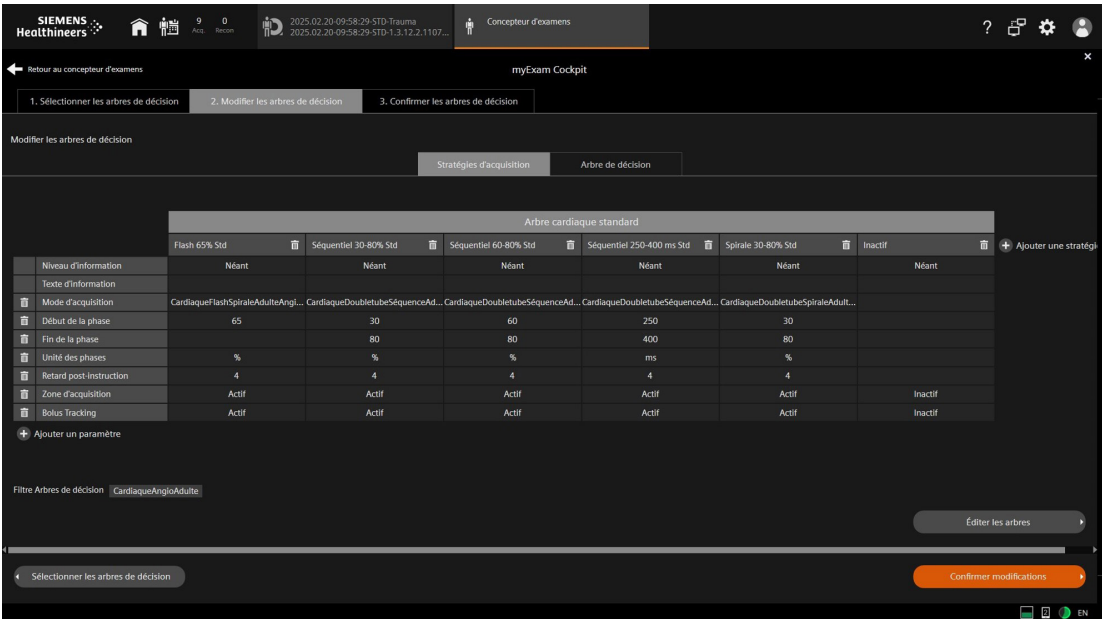 SIEMENS
Healthineers
9 0
Acq. Recon
2025.02.20-09:58:29-STD-Trauma
2025.02.20-09:58:29-STD-1.3.12.2.1107...
Concepteur d'examens
?
×
Retour au concepteur d'examens
myExam Cockpit
1. Sélectionner les arbres de décision 2. Modifier les arbres de décision 3. Confirmer les arbres de décision
Modifier les arbres de décision
Stratégies d'acquisition Arbre de décision
Arbre cardiaque standard
Flash 65% Std Séquentiel 30-80% Std Séquentiel 60-80% Std Séquentiel 250-400 ms Std Spirale 30-80% Std Inactif Ajouter une stratégi
Niveau d'information Néant Néant Néant Néant Néant Néant
Texte d'information
Mode d'acquisition CardiaqueFlashSpiraleAdulteAngi... CardiaqueDoubletubeSéquenceAd... CardiaqueDoubletubeSéquenceAd... CardiaqueDoubletubeSéquenceAd... CardiaqueDoubletubeSpiraleAdult...
Début de la phase 65 30 60 250 30
Fin de la phase 80 80 400 80
Unité des phases % % % ms %
Retard post-instruction 4 4 4 4 4
Zone d'acquisition Actif Actif Actif Actif Actif Inactif
Bolus Tracking Actif Actif Actif Actif Actif Inactif
Ajouter un paramètre
Filtre Arbres de décision CardiaqueAngioAdulte
Éditer les arbres
Sélectionner les arbres de décision Confirmer modifications
2 EN